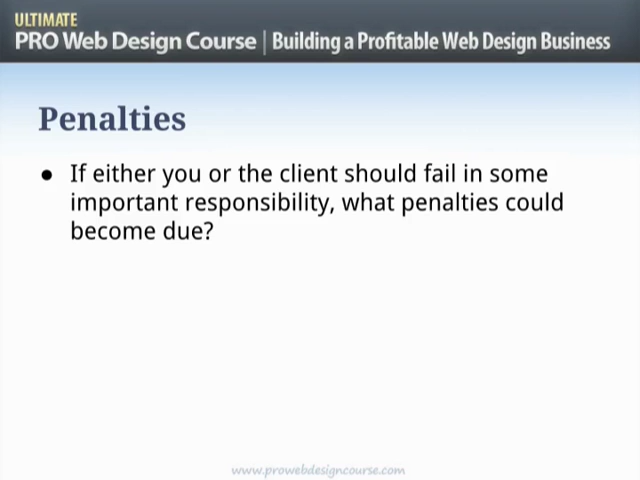 ULTIMATE
PRO Web Design Course | Building a Profitable Web Design Business
Penalties
● If either you or the client should fail in some
important responsibility, what penalties could
become due?
www.prowebdesigncourse.com